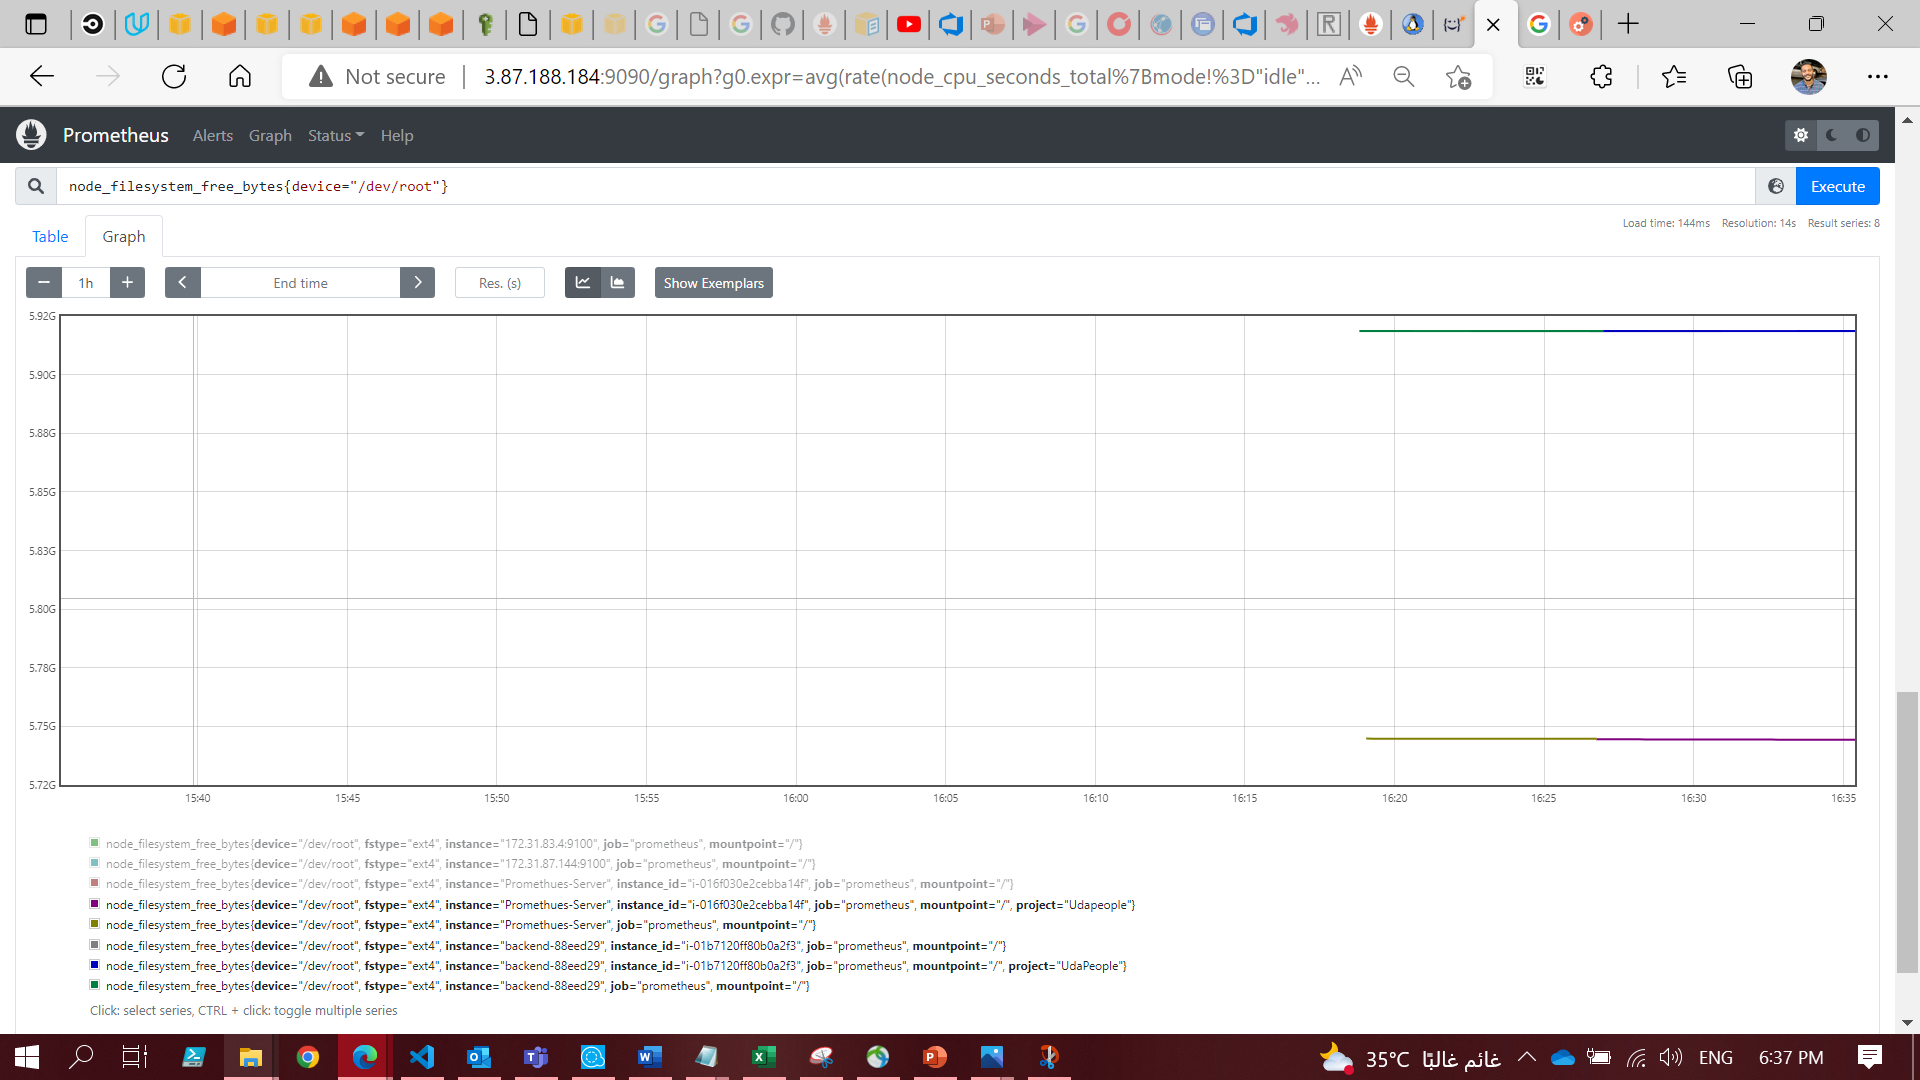 Not secure
3.87.188.184:9090/graph?g0.expr=avg(rate(node_cpu_seconds_total%7Bmode!%3D"idle"...
Prometheus Alerts Graph Status Help
node_filesystem_free_bytes{device="/dev/root"}
Execute
Table Graph
Load time: 144ms Resolution: 14s Result series: 8
1h
End time
Res. (s)
Show Exemplars
5.92G
5.90G
5.88G
5.85G
5.83G
5.80G
5.78G
5.75G
5.72G
15:40 15:45 15:50 15:55 16:00 16:05 16:10 16:15 16:20 16:25 16:30 16:35
node_filesystem_free_bytes{device="/dev/root", fstype="ext4", instance="172.31.83.4:9100", job="prometheus", mountpoint="/"}
node_filesystem_free_bytes{device="/dev/root", fstype="ext4", instance="172.31.87.144:9100", job="prometheus", mountpoint="/"}
node_filesystem_free_bytes{device="/dev/root", fstype="ext4", instance="Promethues-Server", instance_id="i-016f030e2cebba14f", job="prometheus", mountpoint="/"}
node_filesystem_free_bytes{device="/dev/root", fstype="ext4", instance="Promethues-Server", instance_id="i-016f030e2cebba14f", job="prometheus", mountpoint="/", project="Udapeople"}
node_filesystem_free_bytes{device="/dev/root", fstype="ext4", instance="Promethues-Server", job="prometheus", mountpoint="/"}
node_filesystem_free_bytes{device="/dev/root", fstype="ext4", instance="backend-88eed29", instance_id="i-01b7120ff80b0a2f3", job="prometheus", mountpoint="/"}
node_filesystem_free_bytes{device="/dev/root", fstype="ext4", instance="backend-88eed29", instance_id="i-01b7120ff80b0a2f3", job="prometheus", mountpoint="/", project="UdaPeople"}
node_filesystem_free_bytes{device="/dev/root", fstype="ext4", instance="backend-88eed29", job="prometheus", mountpoint="/"}
Click: select series, CTRL + click: toggle multiple series
35°C غائم غالبًا ENG 6:37 PM